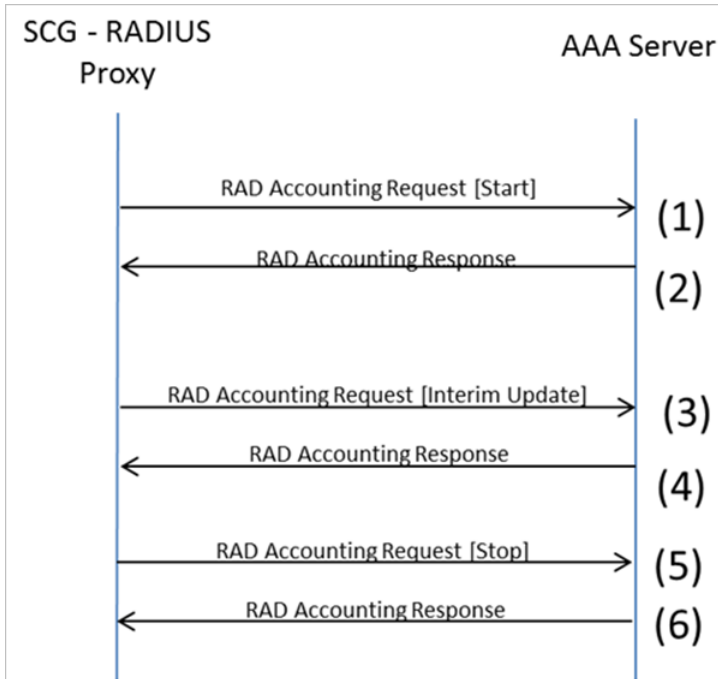 SCG - RADIUS
Proxy
AAA Server
RAD Accounting Request [Start]
(1)
RAD Accounting Response
(2)
RAD Accounting Request [Interim Update]
(3)
RAD Accounting Response
(4)
RAD Accounting Request [Stop]
(5)
RAD Accounting Response
(6)